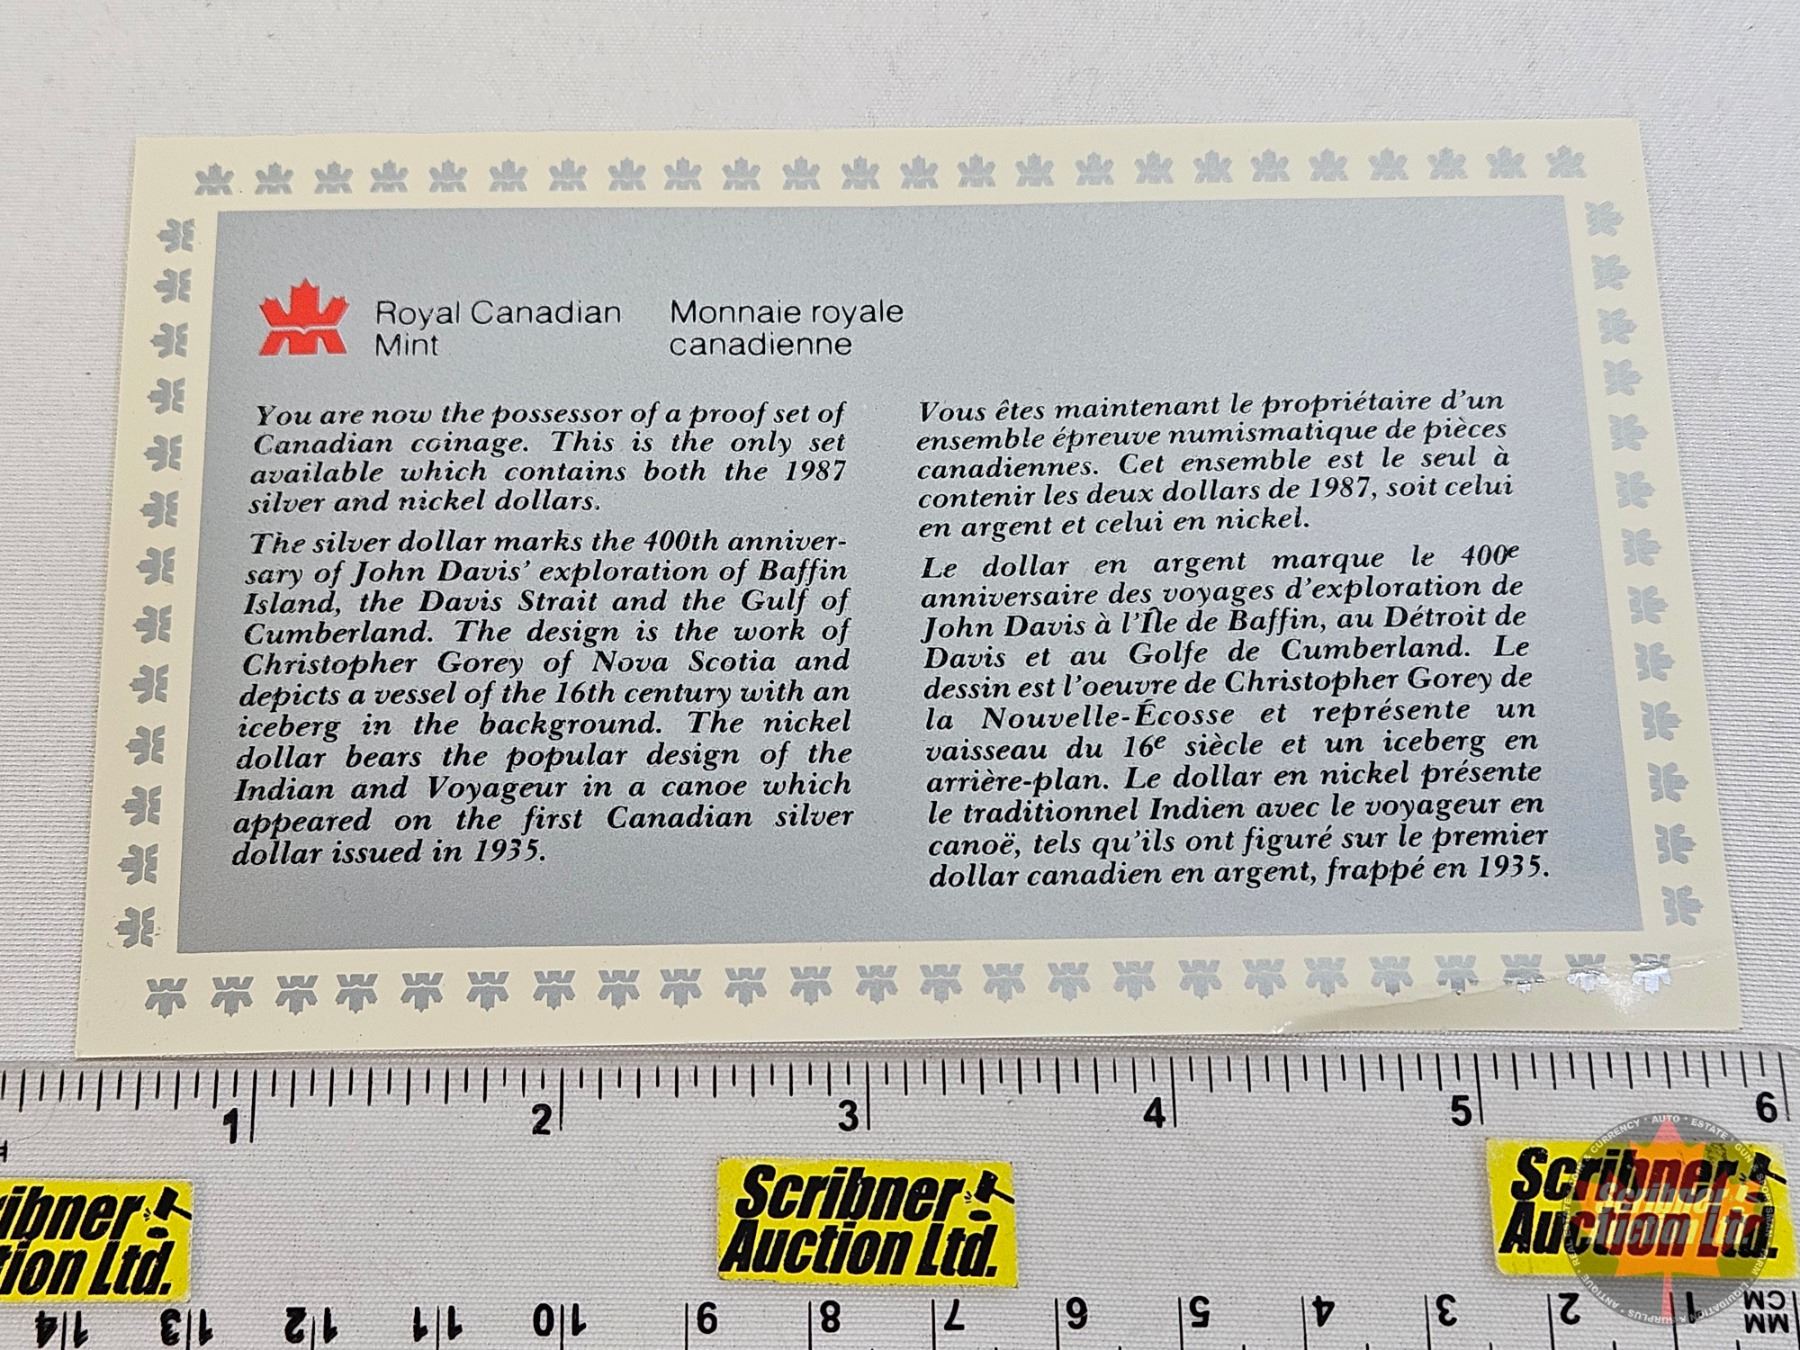 Royal Canadian
Mint
Monnaie royale
canadienne
You are now the possessor of a proof set of
Canadian coinage. This is the only set
available which contains both the 1987
silver and nickel dollars.
The silver dollar marks the 400th anniver-
sary of John Davis' exploration of Baffin
Island, the Davis Strait and the Gulf of
Cumberland. The design is the work of
Christopher Gorey of Nova Scotia and
depicts a vessel of the 16th century with an
iceberg in the background. The nickel
dollar bears the popular design of the
Indian and Voyageur in a canoe which
appeared on the first Canadian silver
dollar issued in 1935.
Vous êtes maintenant le propriétaire d'un
ensemble épreuve numismatique de pièces
canadiennes. Cet ensemble est le seul à
contenir les deux dollars de 1987, soit celui
en argent et celui en nickel.
Le dollar en argent marque le 400e
anniversaire des voyages d'exploration de
John Davis à l'Île de Baffin, au Détroit de
Davis et au Golfe de Cumberland. Le
dessin est l'oeuvre de Christopher Gorey de
la Nouvelle-Écosse et représente un
vaisseau du 16e siècle et un iceberg en
arrière-plan. Le dollar en nickel présente
le traditionnel Indien avec le voyageur en
canoë, tels qu'ils ont figuré sur le premier
dollar canadien en argent, frappé en 1935.
1 2 3 4 5 6
ibner
tion Ltd.
Scribner
Auction Ltd.
Scribner
Auction Ltd.
Scribner
Auction Ltd.
14 13 12 11 10 9 8 7 6 5 4 3 2 1 MM
CM